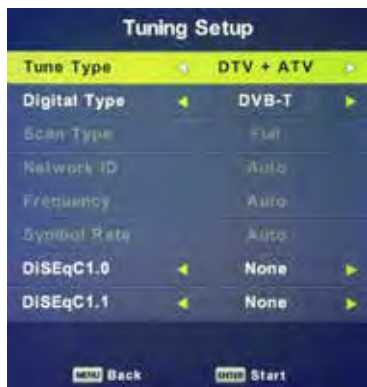 Tuning Setup
Tune Type DTV + ATV
Digital Type DVB-T
Scan Type Full
Network ID Auto
Frequency Auto
Symbol Rate Auto
DiSEqC1.0 None
DiSEqC1.1 None
MENU Back ENTER Start